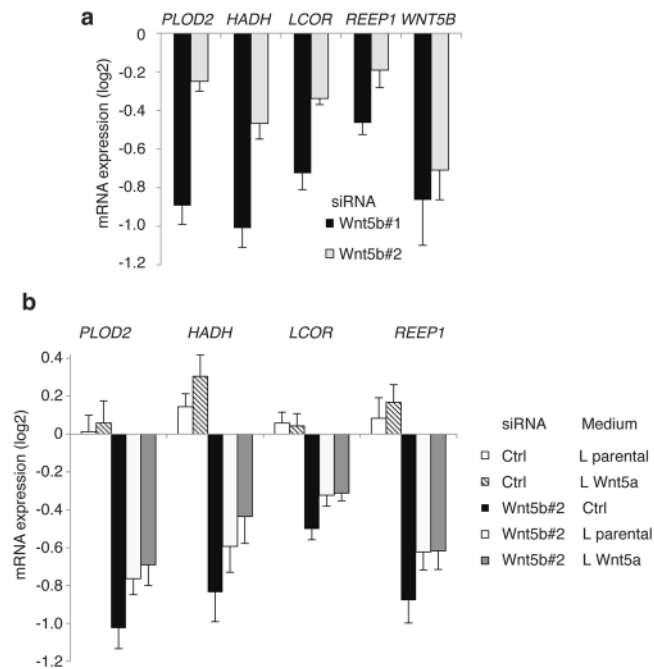 a
PLOD2 HADH LCOR REEP1 WNT5B
mRNA expression (log2)
0
-0.2
-0.4
-0.6
-0.8
-1.0
-1.2
siRNA
Wnt5b#1
Wnt5b#2
b
PLOD2 HADH LCOR REEP1
mRNA expression (log2)
0.4
0.2
0
-0.2
-0.4
-0.6
-0.8
-1.0
-1.2
siRNA Medium
Ctrl L parental
Ctrl L Wnt5a
Wnt5b#2 Ctrl
Wnt5b#2 L parental
Wnt5b#2 L Wnt5a